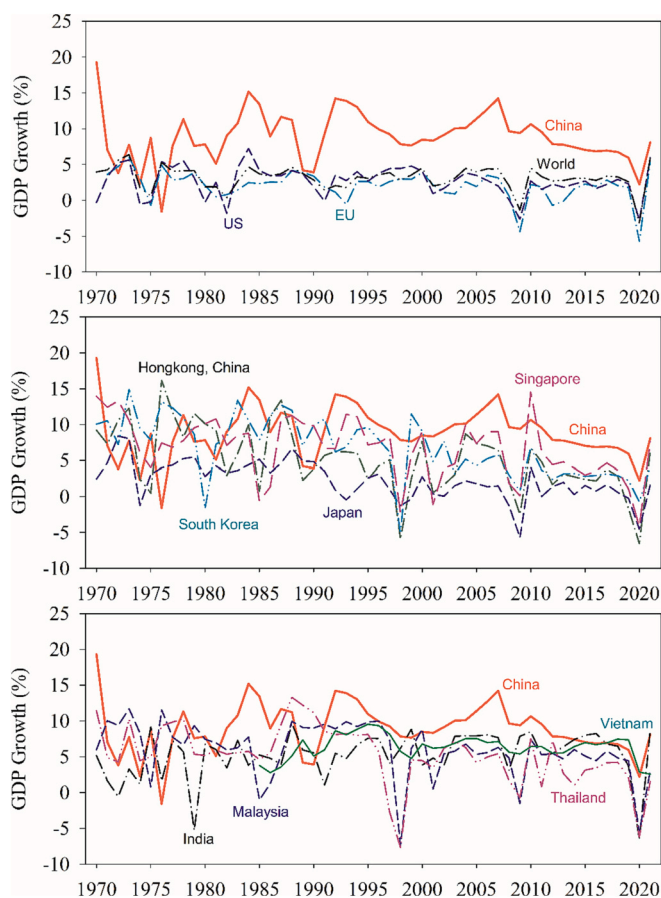 25
20
15
10
5
0
-5
-10
GDP Growth (%)
China
World
US
EU
1970 1975 1980 1985 1990 1995 2000 2005 2010 2015 2020
25
20
15
10
5
0
-5
-10
GDP Growth (%)
Hongkong, China
Singapore
China
South Korea
Japan
1970 1975 1980 1985 1990 1995 2000 2005 2010 2015 2020
25
20
15
10
5
0
-5
-10
GDP Growth (%)
China
Vietnam
Malaysia
Thailand
India
1970 1975 1980 1985 1990 1995 2000 2005 2010 2015 2020